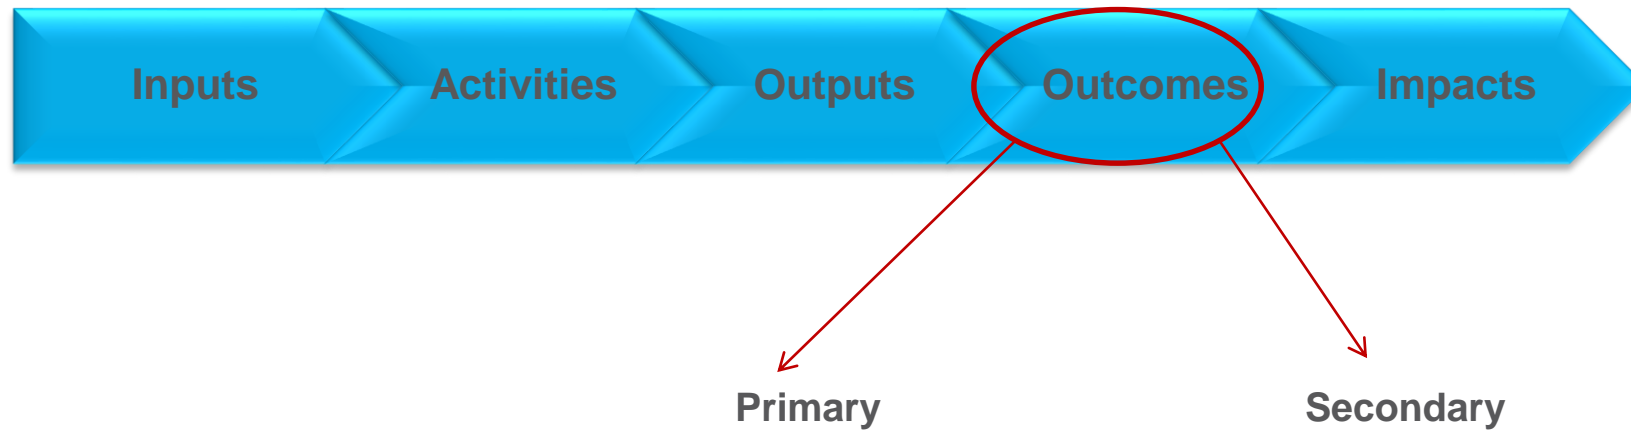 Inputs Activities Outputs Outcomes Impacts
Primary Secondary